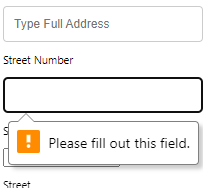 Type Full Address
Street Number
S
Please fill out this field.
Street